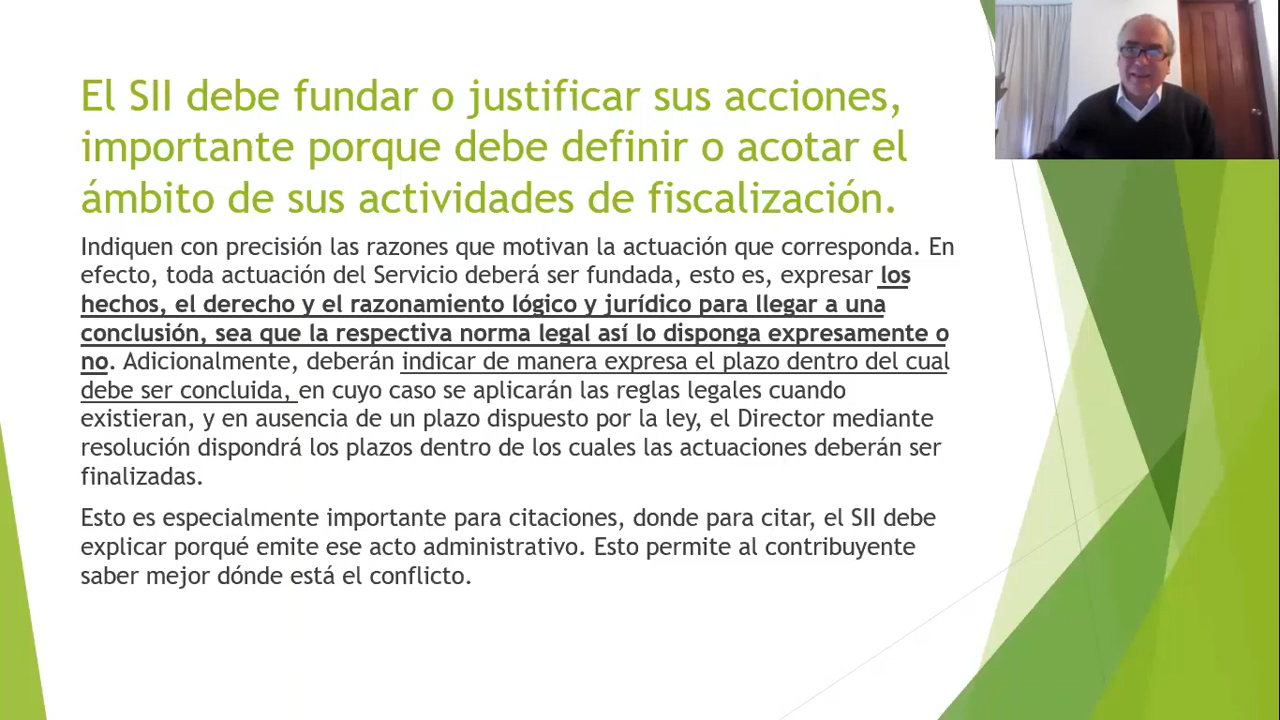 El SII debe fundar o justificar sus acciones,
importante porque debe definir o acotar el
ámbito de sus actividades de fiscalización.
Indiquen con precisión las razones que motivan la actuación que corresponda. En
efecto, toda actuación del Servicio deberá ser fundada, esto es, expresar los
hechos, el derecho y el razonamiento lógico y jurídico para llegar a una
conclusión, sea que la respectiva norma legal así lo disponga expresamente o
no. Adicionalmente, deberán indicar de manera expresa el plazo dentro del cual
debe ser concluida, en cuyo caso se aplicarán las reglas legales cuando
existieran, y en ausencia de un plazo dispuesto por la ley, el Director mediante
resolución dispondrá los plazos dentro de los cuales las actuaciones deberán ser
finalizadas.
Esto es especialmente importante para citaciones, donde para citar, el SII debe
explicar porqué emite ese acto administrativo. Esto permite al contribuyente
saber mejor dónde está el conflicto.